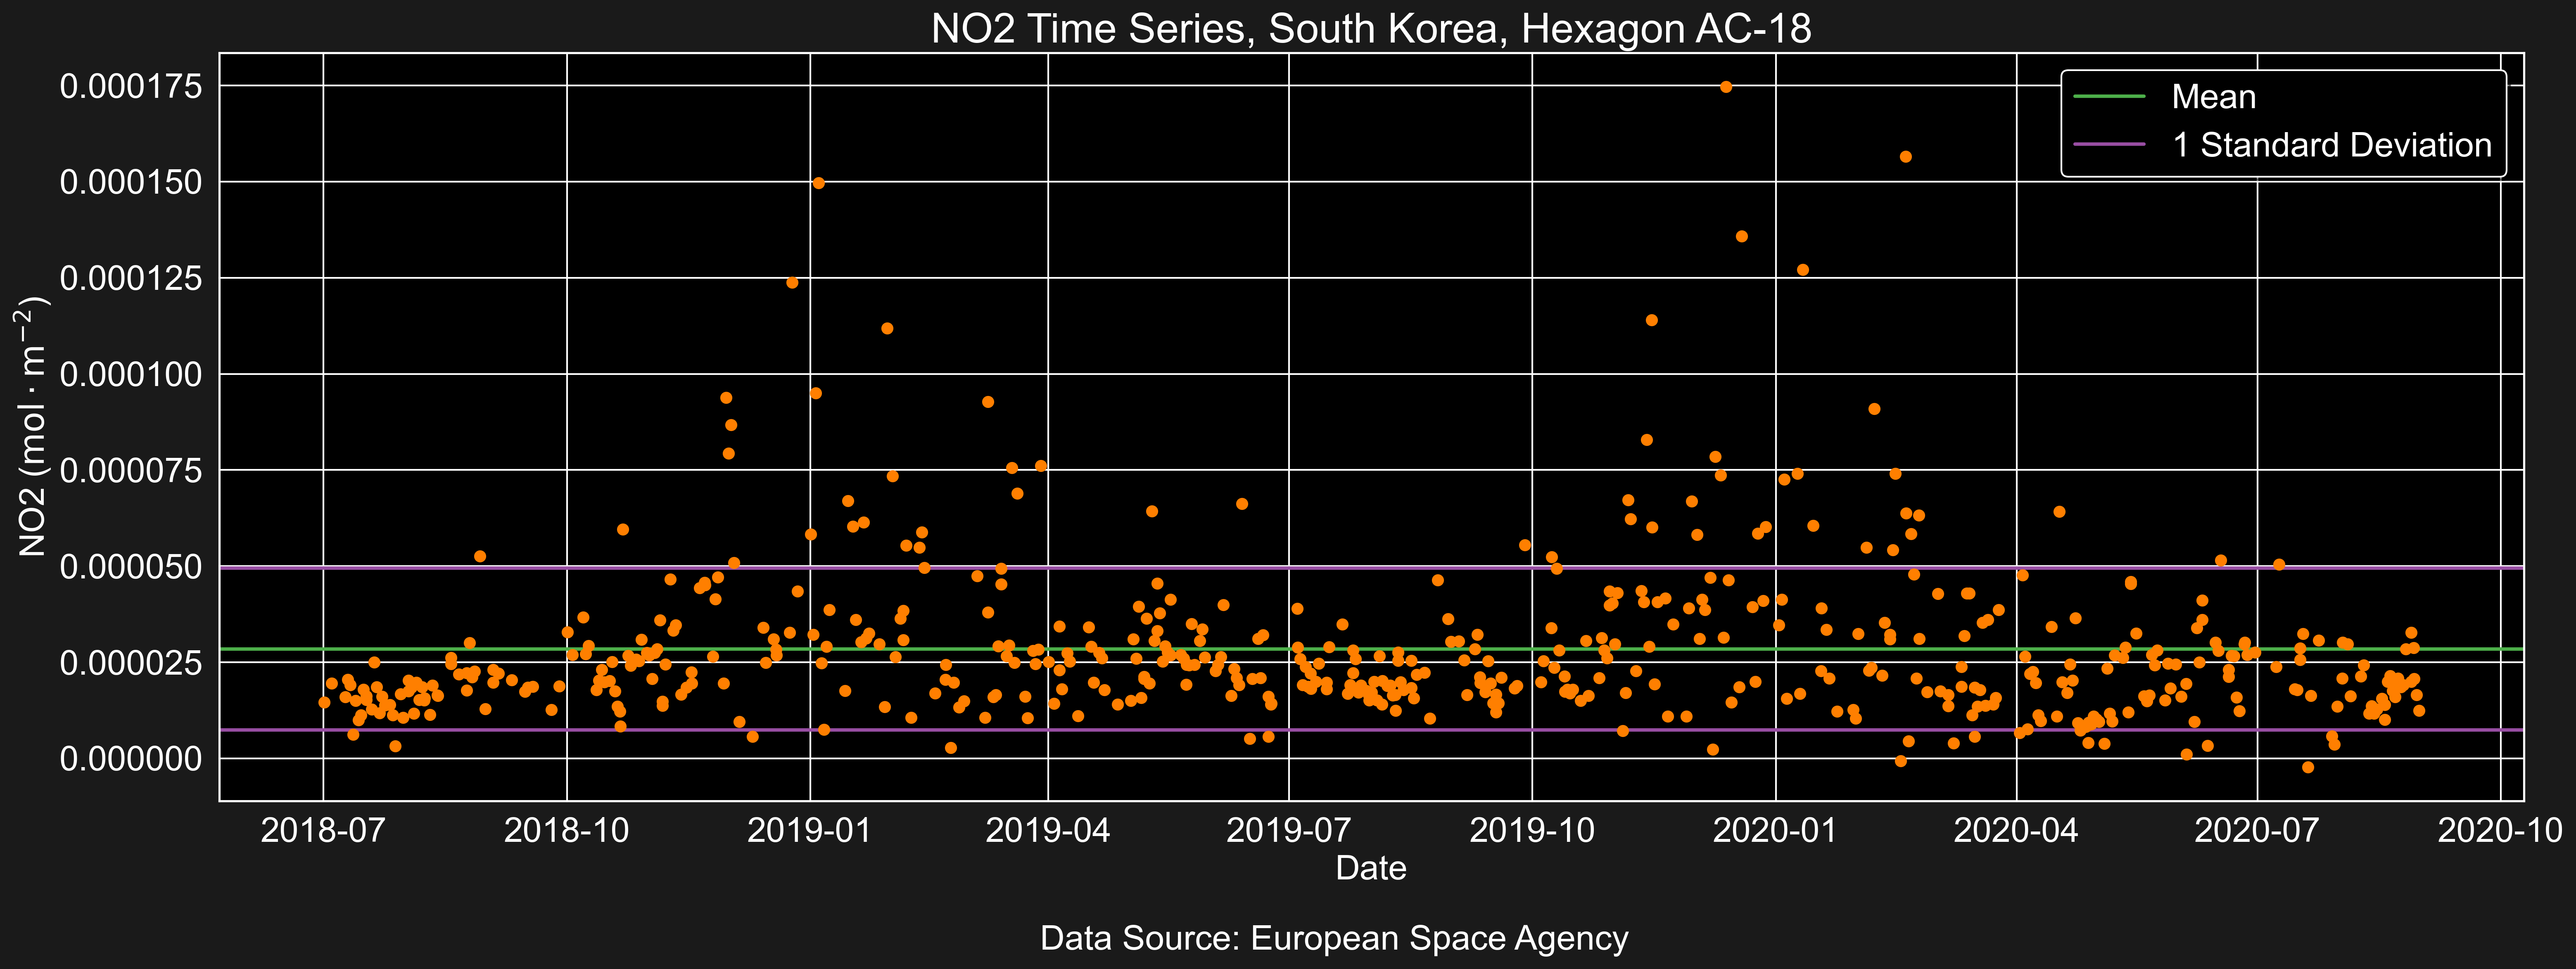 NO2 Time Series, South Korea, Hexagon AC-18
0.000175
0.000150
0.000125
0.000100
0.000075
0.000050
0.000025
0.000000
NO2 (mol · m⁻²)
Mean
1 Standard Deviation
2018-07 2018-10 2019-01 2019-04 2019-07 2019-10 2020-01 2020-04 2020-07 2020-10
Date
Data Source: European Space Agency